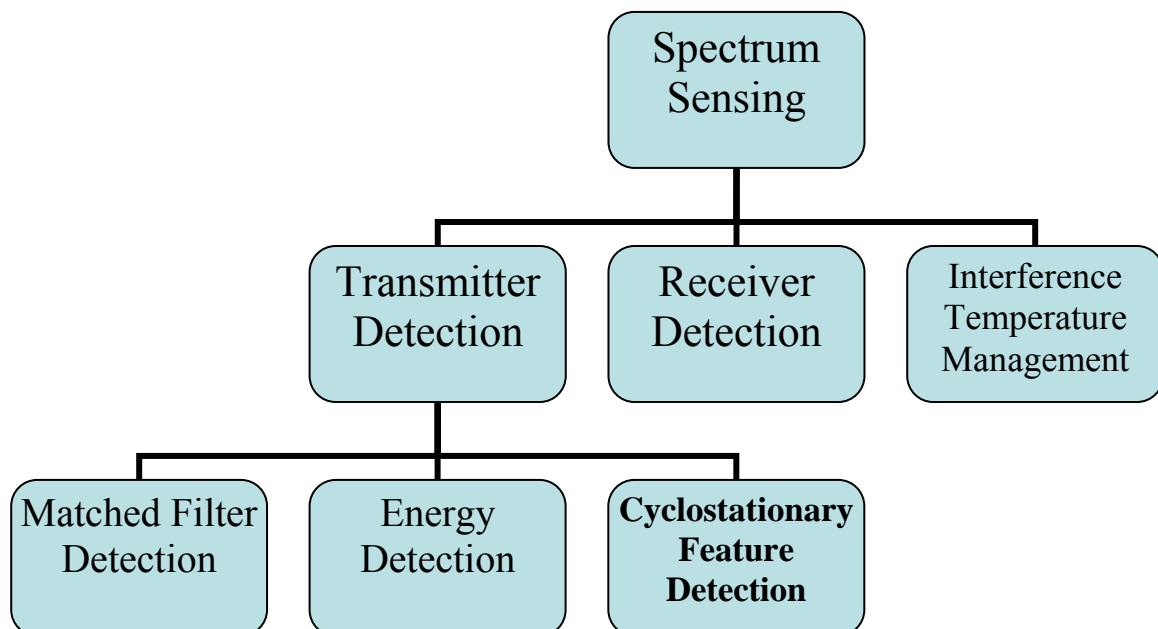 Spectrum
Sensing
Transmitter
Detection
Receiver
Detection
Interference
Temperature
Management
Matched Filter
Detection
Energy
Detection
Cyclostationary
Feature
Detection